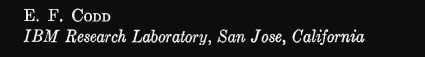 E. F. CODD
IBM Research Laboratory, San Jose, California